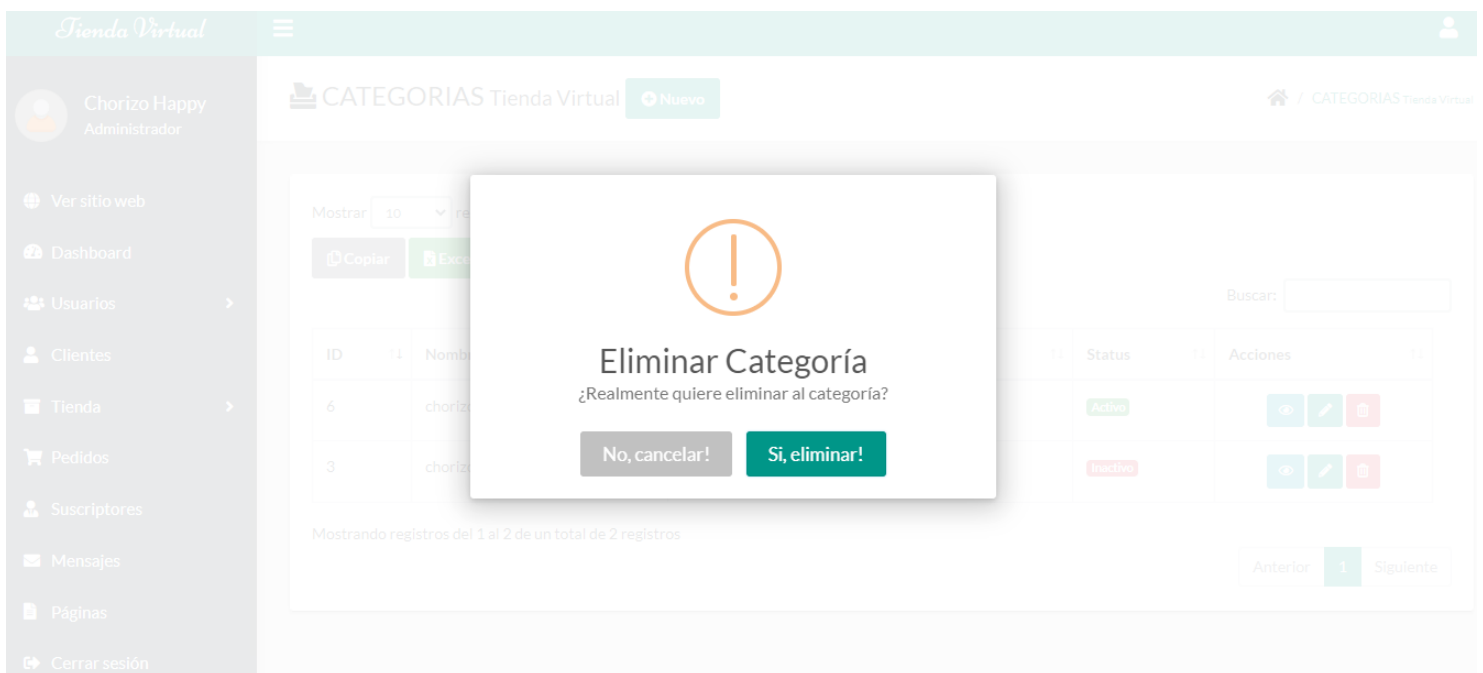 Tienda Virtual
CATEGORIAS Tienda Virtual
Nuevo
/ CATEGORIAS Tienda Virtual
Chorizo Happy
Administrador
Ver sitio web
Dashboard
Usuarios
Clientes
Tienda
Pedidos
Suscriptores
Mensajes
Páginas
Cerrar sesión
Mostrar 10
Copiar
Buscar:
ID
Status
Acciones
6
Activo
3
Inactivo
Eliminar Categoría
¿Realmente quiere eliminar al categoría?
No, cancelar!
Si, eliminar!
Mostrando registros del 1 al 2 de un total de 2 registros
Anterior 1 Siguiente